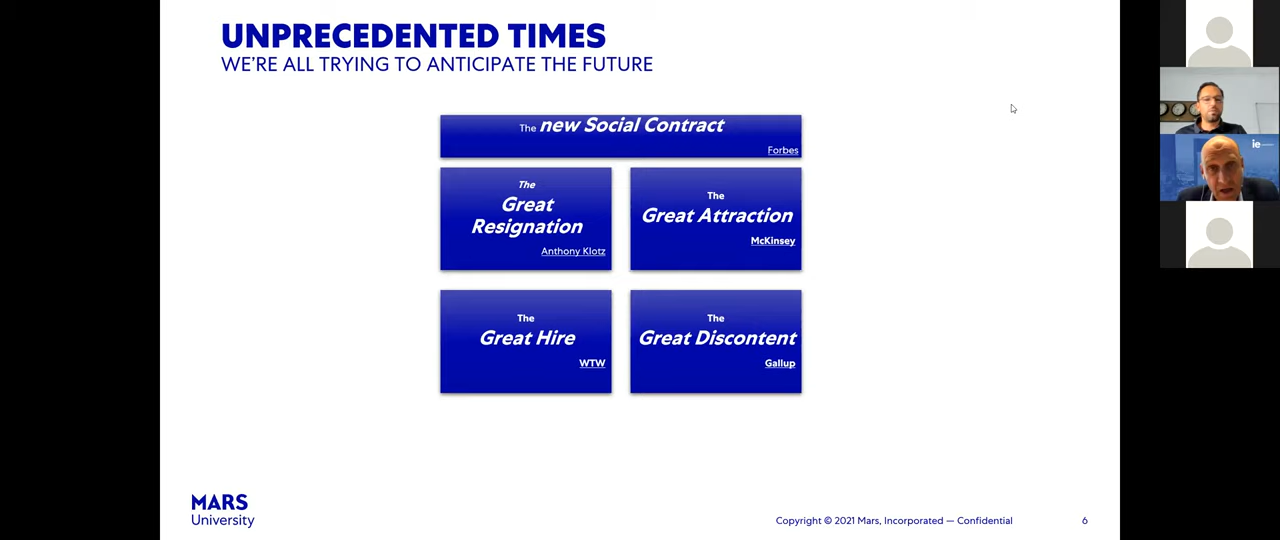 UNPRECEDENTED TIMES
WE'RE ALL TRYING TO ANTICIPATE THE FUTURE
The new Social Contract
Forbes
The
Great
Resignation
Anthony Klotz
The
Great Attraction
McKinsey
The
Great Hire
WTW
The
Great Discontent
Gallup
MARS
University
Copyright © 2021 Mars, Incorporated — Confidential
6
ie